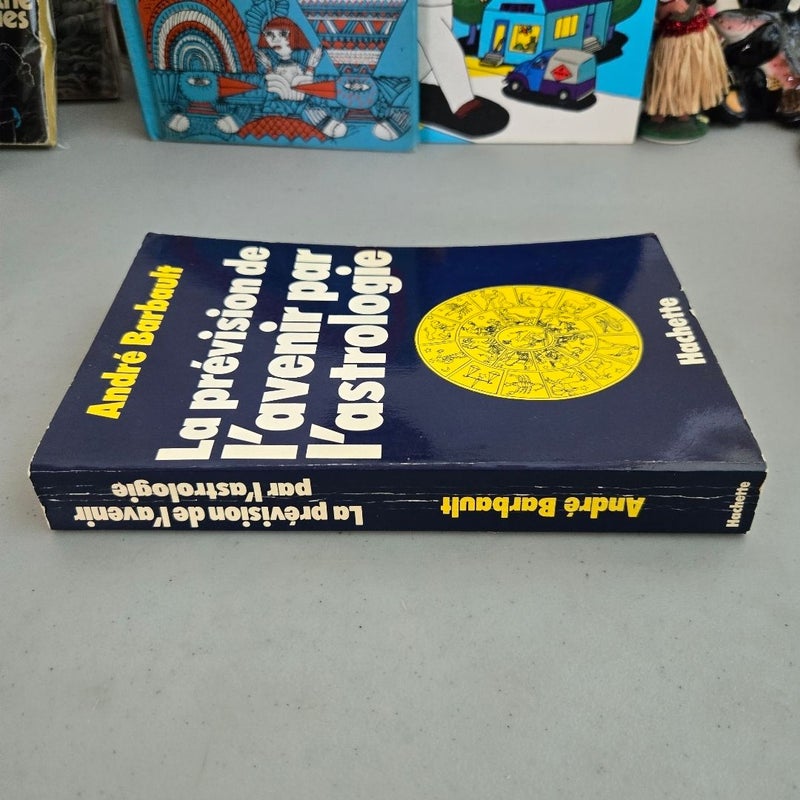 André Barbault
La prévision de
l'avenir par
l'astrologie
Hachette
La prévision de l'avenir
par l'astrologie
André Barbault
Hachette